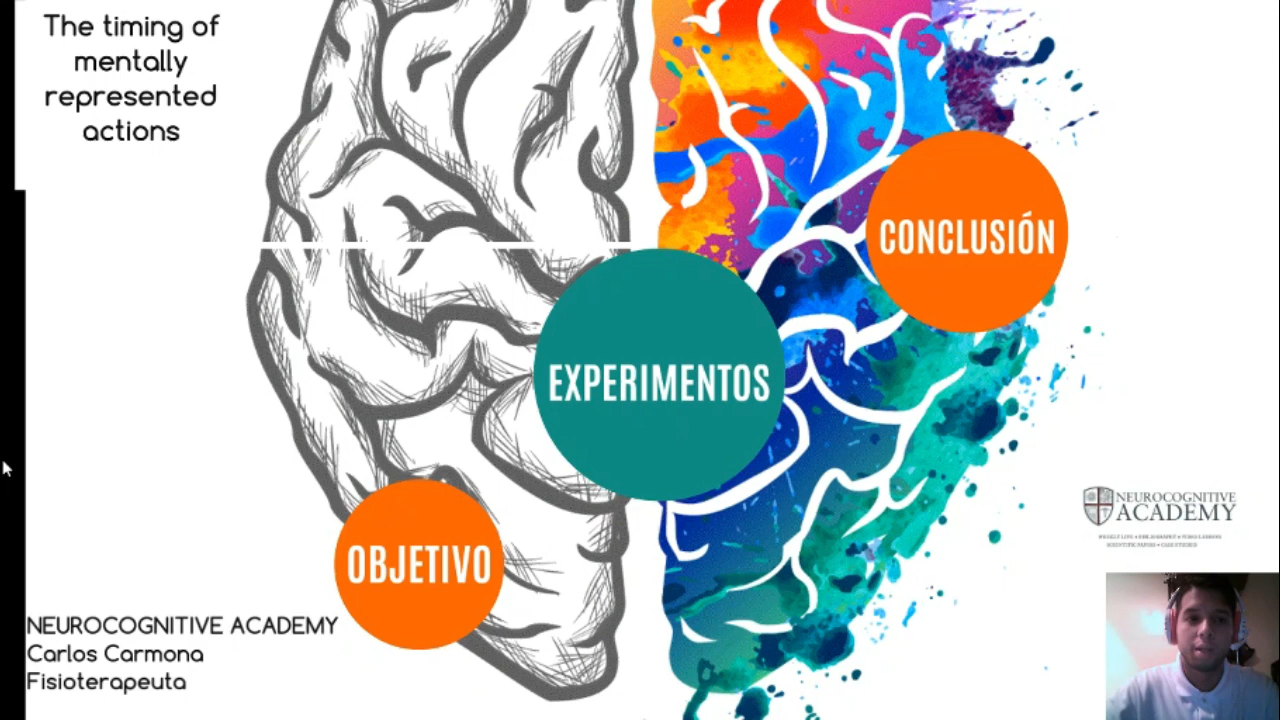 The timing of
mentally
represented
actions
CONCLUSIÓN
EXPERIMENTOS
OBJETIVO
NEUROCOGNITIVE
ACADEMY
NEUROCOGNITIVE ACADEMY
Carlos Carmona
Fisioterapeuta